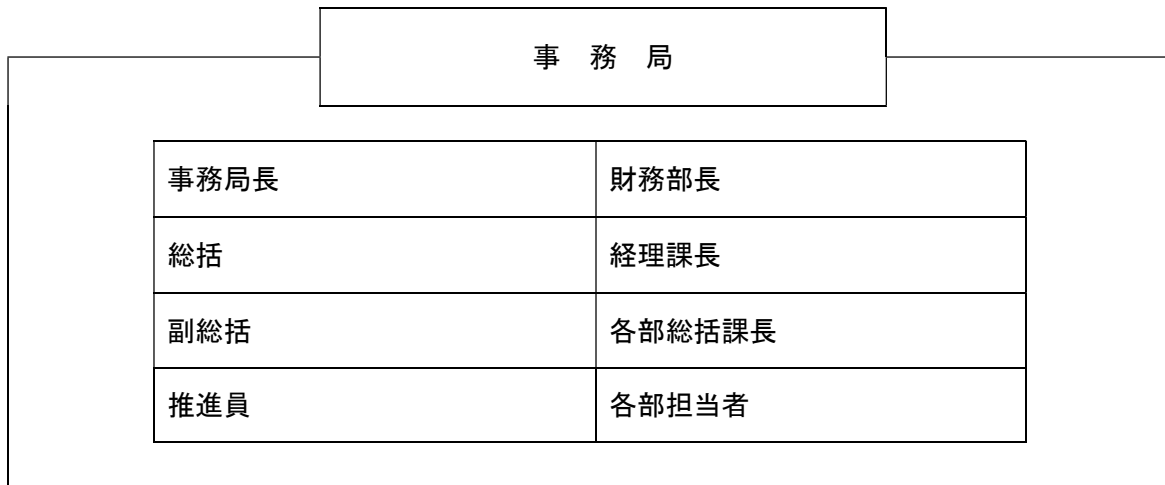 事　務　局
事務局長　財務部長
総括　経理課長
副総括　各部総括課長
推進員　各部担当者